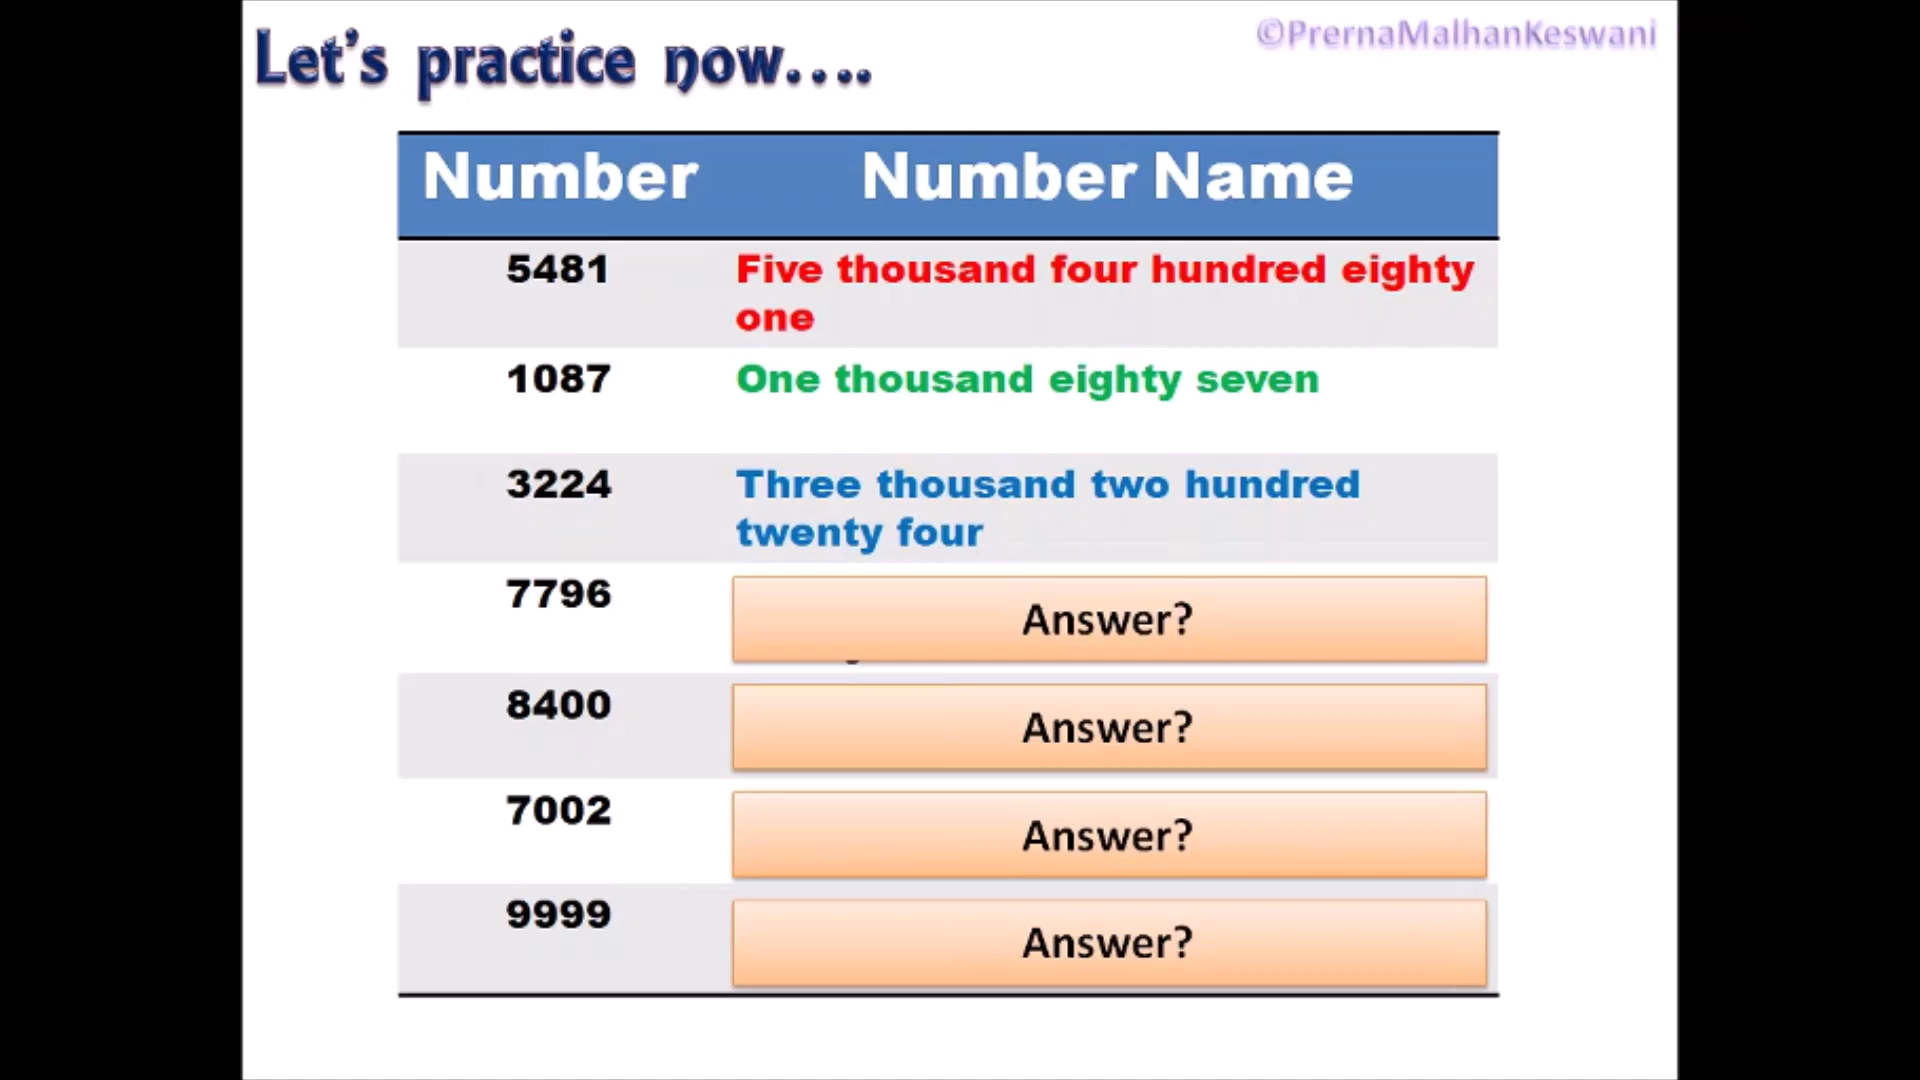 Let's practice now....
©PrernaMalhanKeswani
Number Number Name
5481 Five thousand four hundred eighty
one
1087 One thousand eighty seven
3224 Three thousand two hundred
twenty four
7796 Answer?
8400 Answer?
7002 Answer?
9999 Answer?